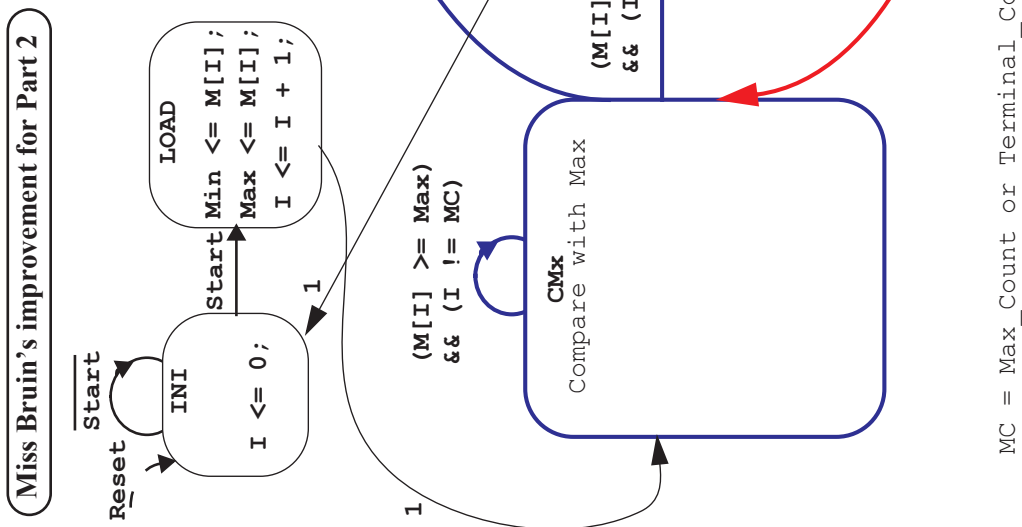 Miss Bruin's improvement for Part 2
Reset
Start
INI
I <= 0;
Start
LOAD
Min <= M[I];
Max <= M[I];
I <= I + 1;
1
1
(M[I] >= Max)
&& (I != MC)
CMx
Compare with Max
(M[I]
&& (I
MC = Max_Count or Terminal_Co